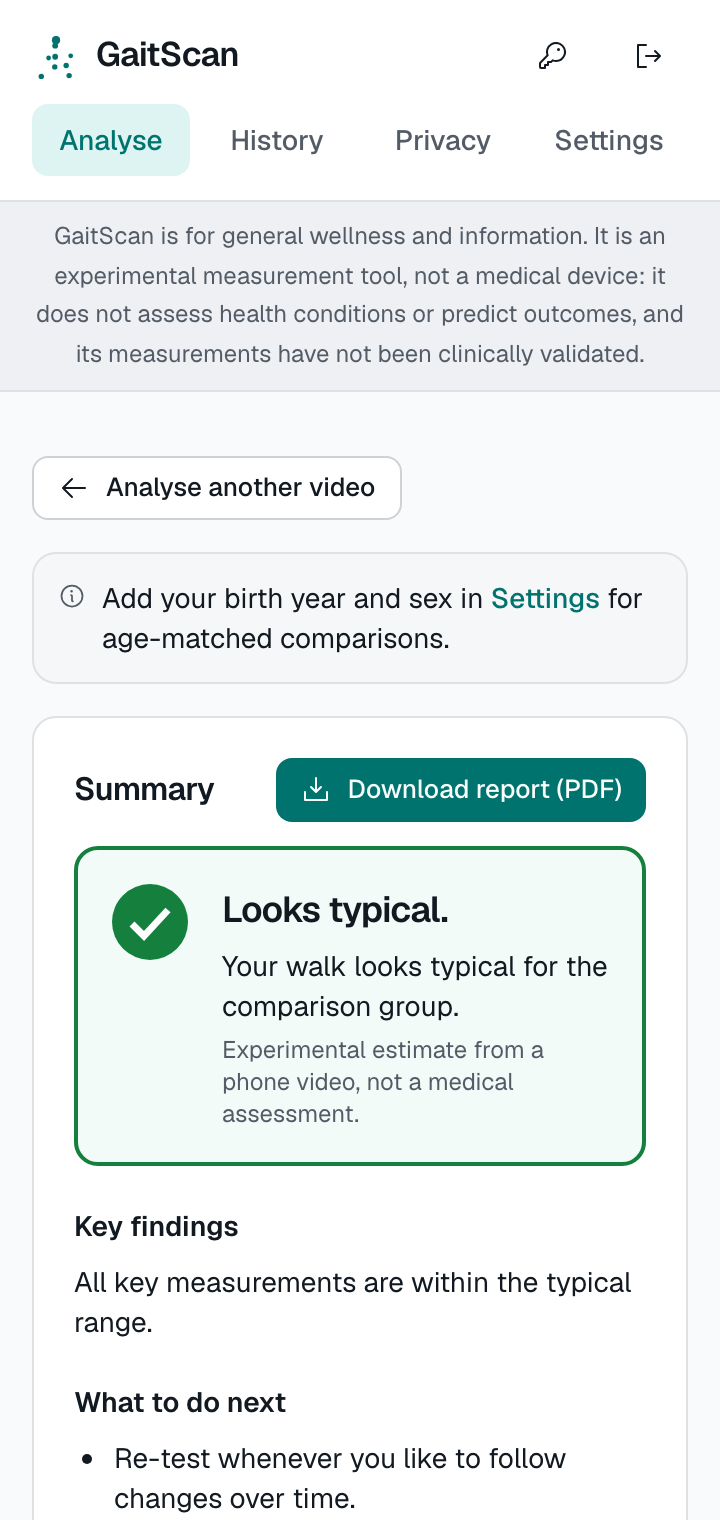 GaitScan
Analyse
History
Privacy
Settings
GaitScan is for general wellness and information. It is an
experimental measurement tool, not a medical device: it
does not assess health conditions or predict outcomes, and
its measurements have not been clinically validated.
Analyse another video
Add your birth year and sex in Settings for
age-matched comparisons.
Summary
Download report (PDF)
Looks typical.
Your walk looks typical for the
comparison group.
Experimental estimate from a
phone video, not a medical
assessment.
Key findings
All key measurements are within the typical
range.
What to do next
• Re-test whenever you like to follow
changes over time.